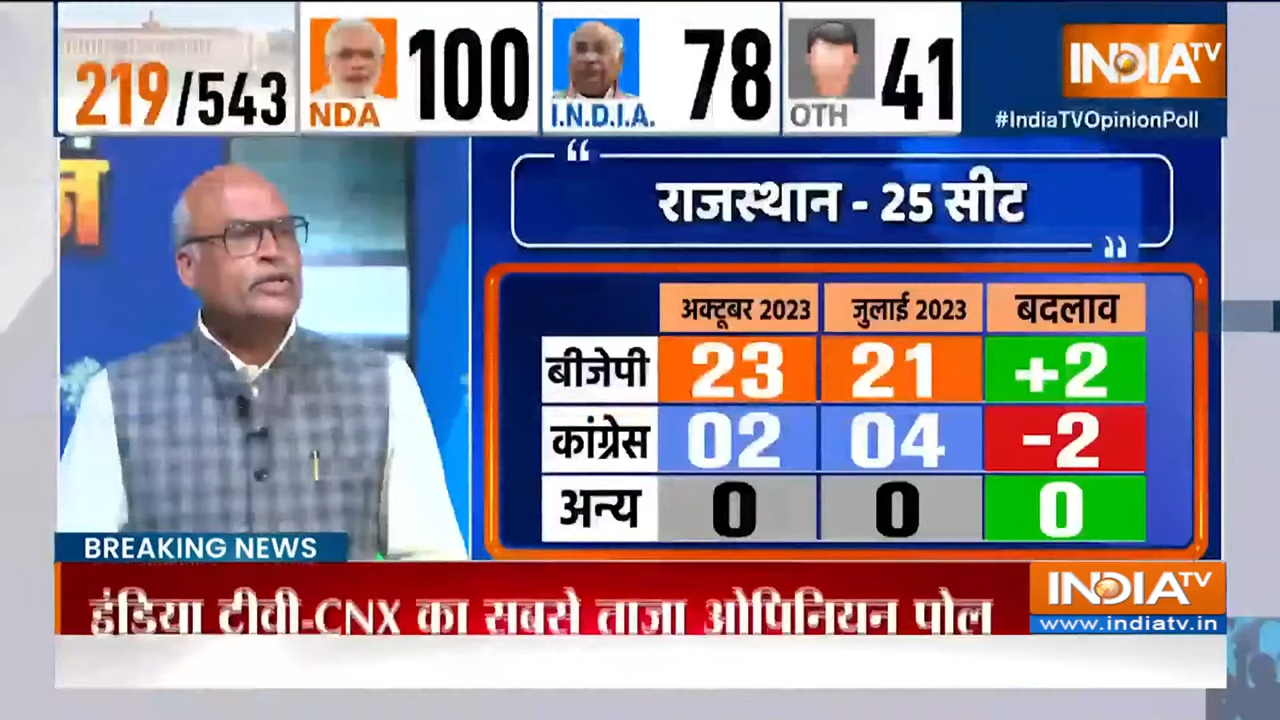 219/543
NDA
100
I.N.D.I.A.
78
OTH
41
INDIA TV
#IndiaTVOpinionPoll
“
राजस्थान - 25 सीट
”
अक्टूबर 2023 जुलाई 2023 बदलाव
बीजेपी 23 21 +2
कांग्रेस 02 04 -2
अन्य 0 0 0
BREAKING NEWS
इंडिया टीवी-CNX का सबसे ताजा ओपिनियन पोल
INDIA TV
www.indiatv.in